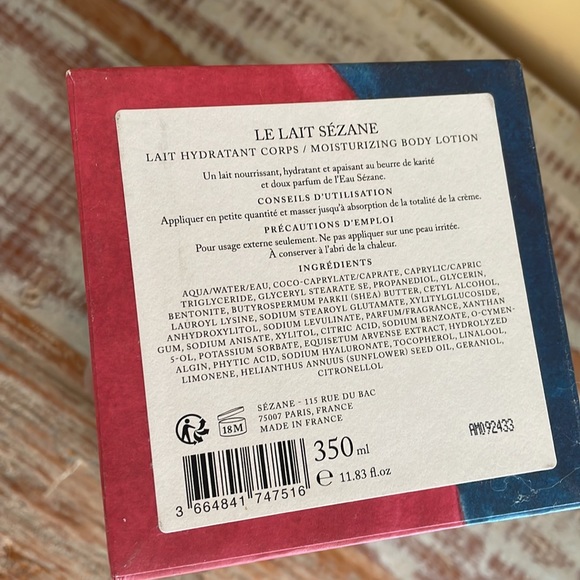 LE LAIT SÉZANE
LAIT HYDRATANT CORPS / MOISTURIZING BODY LOTION
Un lait nourrissant, hydratant et apaisant au beurre de karité
et doux parfum de l'Eau Sézane.
CONSEILS D'UTILISATION
Appliquer en petite quantité et masser jusqu'à absorption de la totalité de la crème.
PRÉCAUTIONS D'EMPLOI
Pour usage externe seulement. Ne pas appliquer sur une peau irritée.
À conserver à l'abri de la chaleur.
INGRÉDIENTS
AQUA/WATER/EAU, COCO-CAPRYLATE/CAPRATE, CAPRYLIC/CAPRIC
TRIGLYCERIDE, GLYCERYL STEARATE SE, PROPANEDIOL, GLYCERIN,
BENTONITE, BUTYROSPERMUM PARKII (SHEA) BUTTER, CETYL ALCOHOL,
LAUROYL LYSINE, SODIUM STEAROYL GLUTAMATE, XYLITYLGLUCOSIDE,
ANHYDROXYLITOL, SODIUM LEVULINATE, PARFUM/FRAGRANCE, XANTHAN
GUM, SODIUM ANISATE, XYLITOL, CITRIC ACID, SODIUM BENZOATE, O-CYMEN-
5-OL, POTASSIUM SORBATE, EQUISETUM ARVENSE EXTRACT, HYDROLYZED
ALGIN, PHYTIC ACID, SODIUM HYALURONATE, TOCOPHEROL, LINALOOL,
LIMONENE, HELIANTHUS ANNUUS (SUNFLOWER) SEED OIL, GERANIOL,
CITRONELLOL
SÉZANE - 115 RUE DU BAC
75007 PARIS, FRANCE
MADE IN FRANCE
18M
350 ml
℮ 11.83 fl.oz
AM092433
3 664841 747516